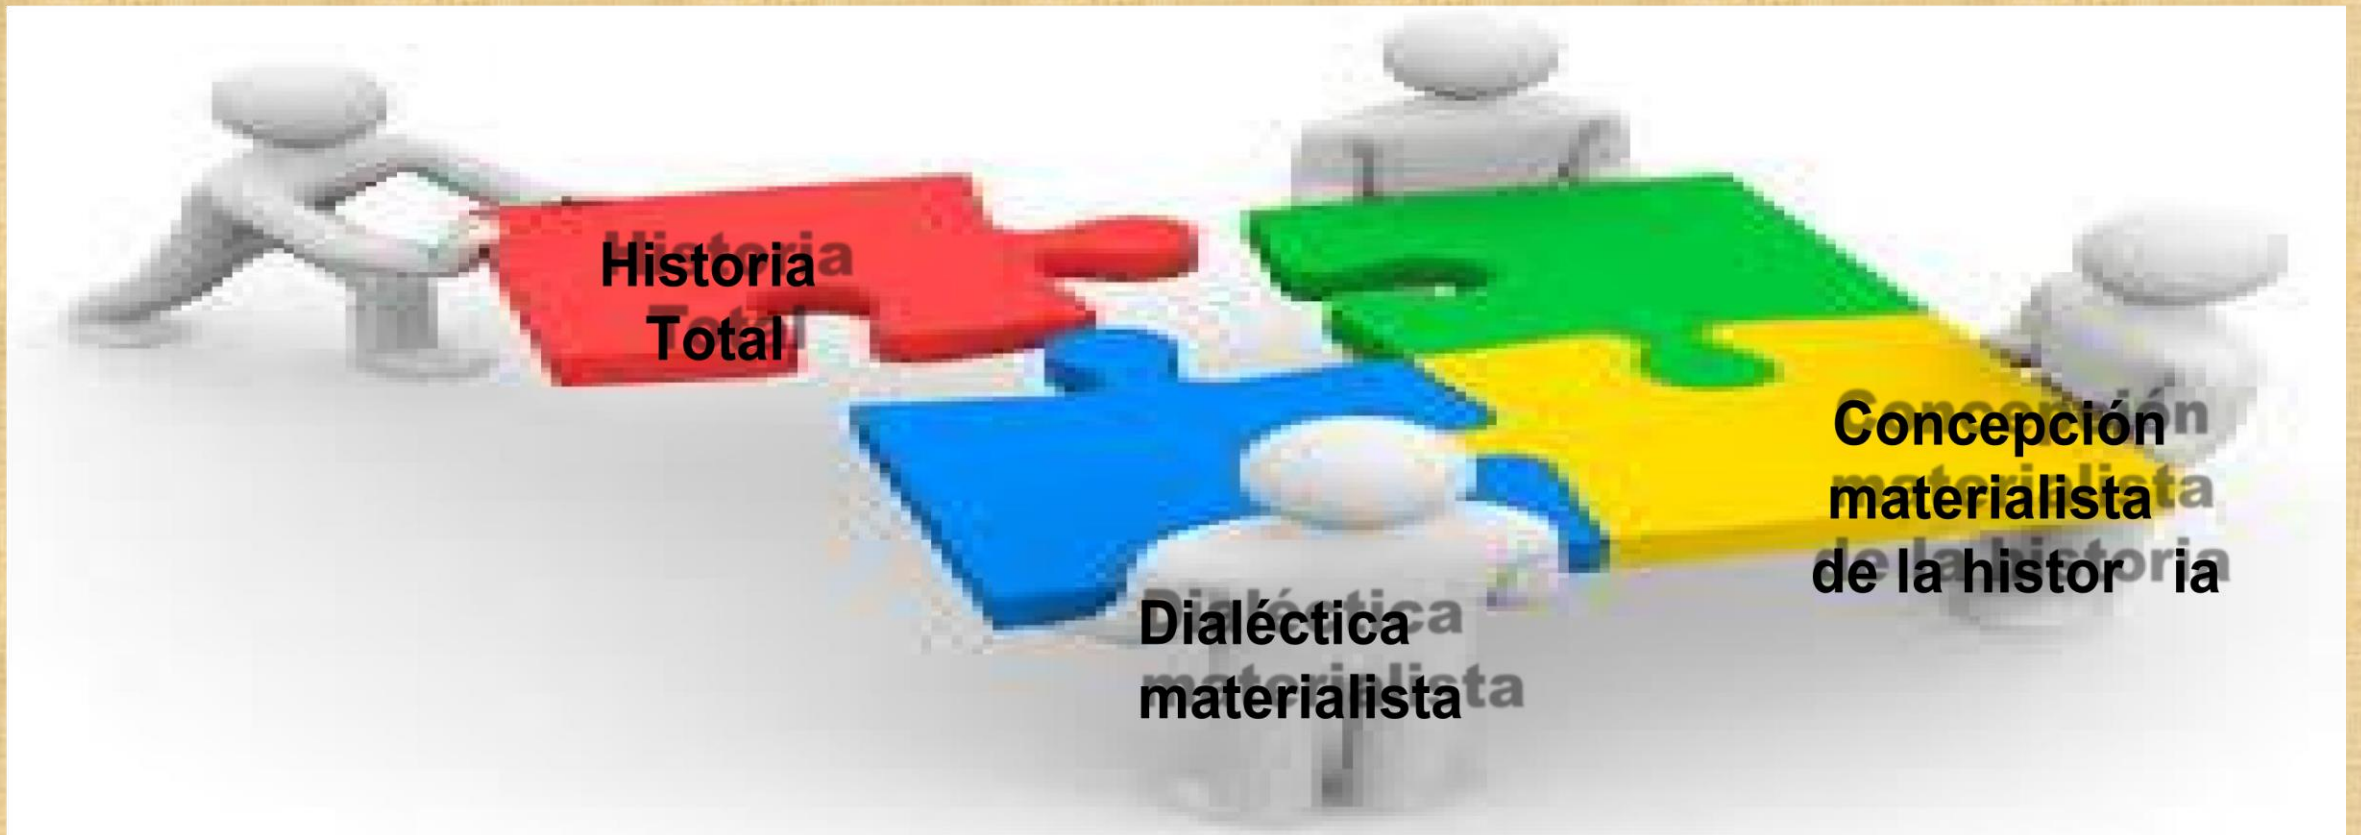 Historia
Total
Concepción
materialista
de la histor ia
Dialéctica
materialista